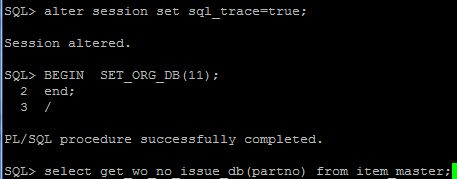 SQL> alter session set sql_trace=true;
Session altered.
SQL> BEGIN  SET_ORG_DB(11);
  2  end;
  3  /
PL/SQL procedure successfully completed.
SQL> select get_wo_no_issue_db(partno) from item_master;